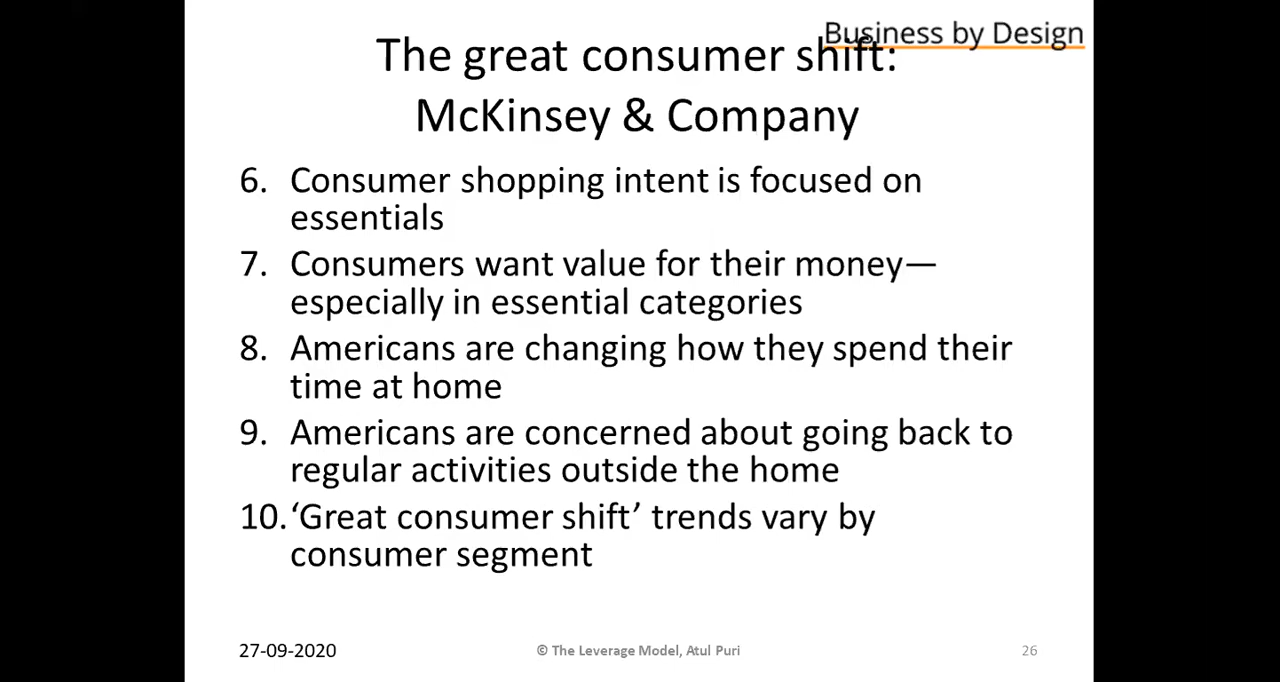 Business by Design
The great consumer shift:
McKinsey & Company
6. Consumer shopping intent is focused on
essentials
7. Consumers want value for their money—
especially in essential categories
8. Americans are changing how they spend their
time at home
9. Americans are concerned about going back to
regular activities outside the home
10. ‘Great consumer shift’ trends vary by
consumer segment
27-09-2020
© The Leverage Model, Atul Puri
26